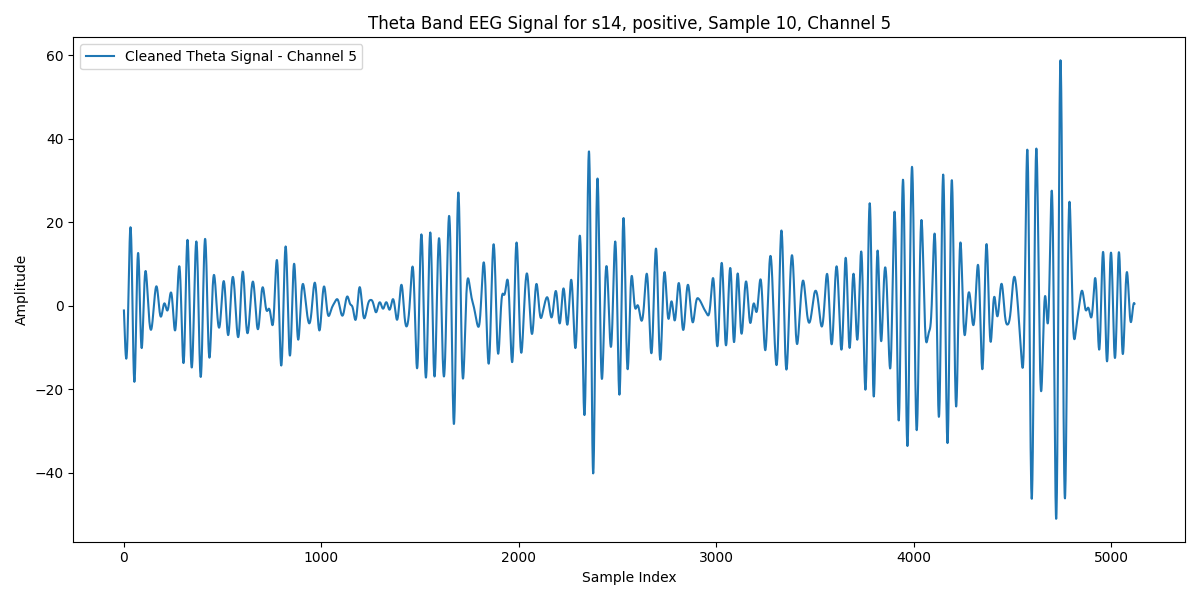 Theta Band EEG Signal for s14, positive, Sample 10, Channel 5
Cleaned Theta Signal - Channel 5
60
40
20
0
−20
−40
Amplitude
0 1000 2000 3000 4000 5000
Sample Index